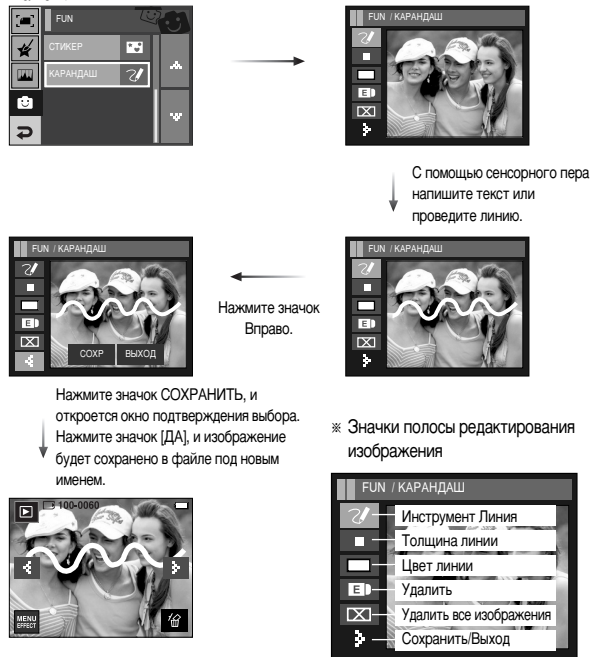 FUN
СТИКЕР
КАРАНДАШ
FUN / КАРАНДАШ
E
С помощью сенсорного пера
напишите текст или
проведите линию.
FUN / КАРАНДАШ
E
Нажмите значок
Вправо.
FUN / КАРАНДАШ
E
СОХР
ВЫХОД
Нажмите значок СОХРАНИТЬ, и
откроется окно подтверждения выбора.
Нажмите значок [ДА], и изображение
будет сохранено в файле под новым
именем.
100-0060
MENU
EFFECT
※ Значки полосы редактирования
изображения
FUN / КАРАНДАШ
Инструмент Линия
Толщина линии
Цвет линии
E
Удалить
Удалить все изображения
Сохранить/Выход